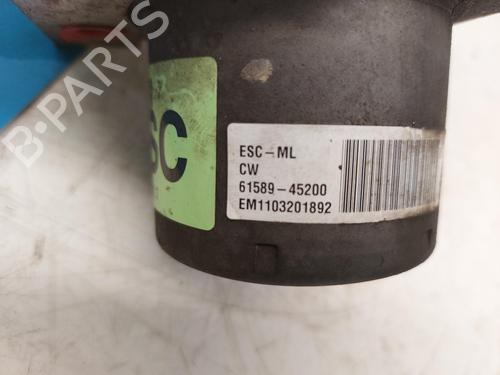 B-PARTS
SC
ESC-ML
CW
61589-45200
EM1103201892